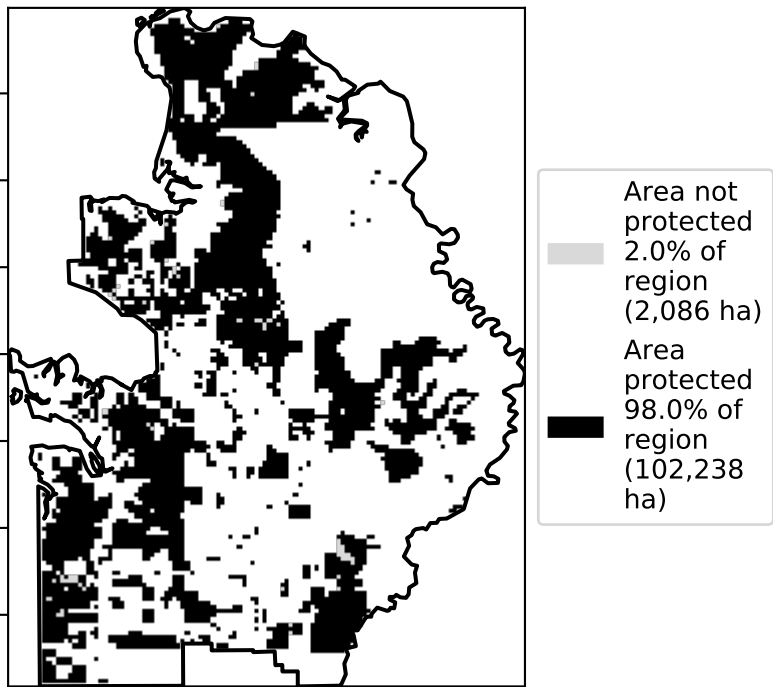 Area not
protected
2.0% of
region
(2,086 ha)
Area
protected
98.0% of
region
(102,238
ha)